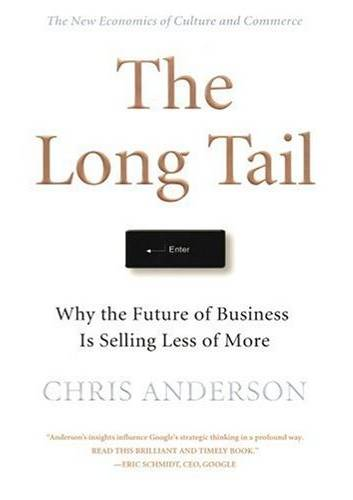 The New Economics of Culture and Commerce
The
Long Tail
Enter
Why the Future of Business
Is Selling Less of More
CHRIS ANDERSON
"Anderson's insights influence Google's strategic thinking in a profound way.
READ THIS BRILLIANT AND TIMELY BOOK."
—ERIC SCHMIDT, CEO, GOOGLE